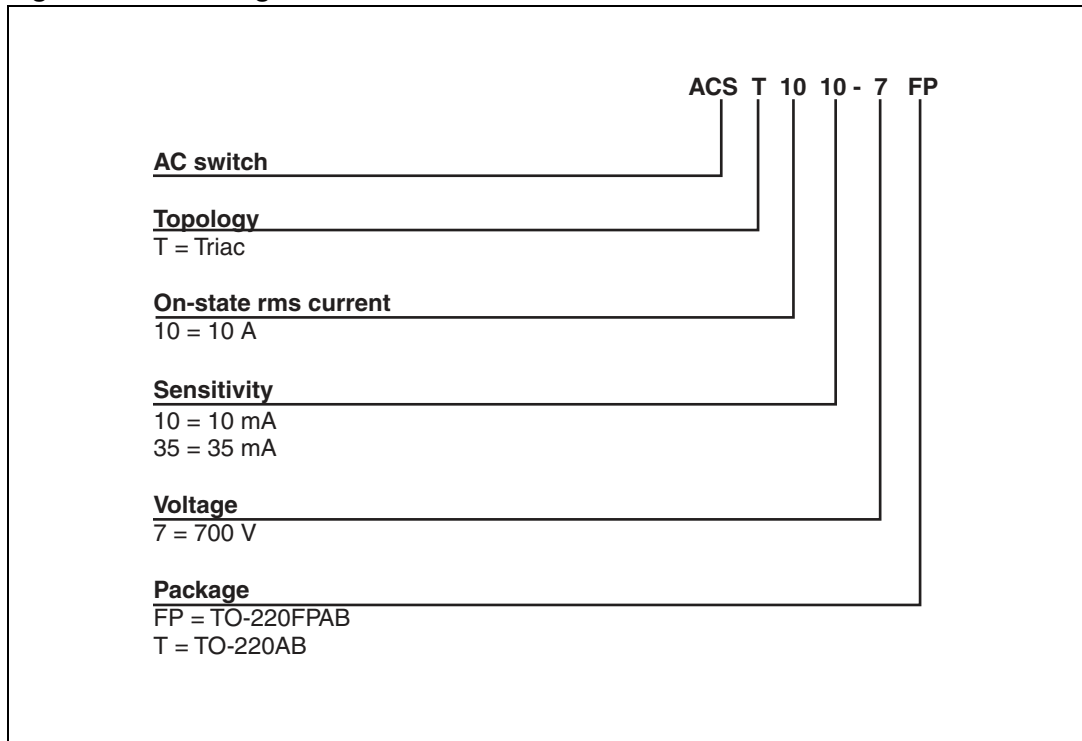 ACS T 10 10 - 7 FP
AC switch
Topology
T = Triac
On-state rms current
10 = 10 A
Sensitivity
10 = 10 mA
35 = 35 mA
Voltage
7 = 700 V
Package
FP = TO-220FPAB
T = TO-220AB